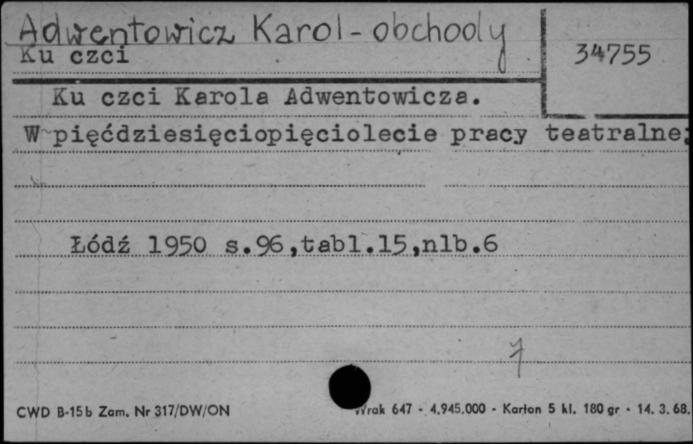 Adwentowicz Karol - obchody
34755
Ku czci
Ku czci Karola Adwentowicza.
W pięćdziesięciopięciolecie pracy teatralnej
Łódź 1950 s.96,tabl.15,nlb.6
7
CWD B-15b Zam. Nr 317/DW/ON
Wrak 647 - 4.945.000 - Karton 5 kl. 180 gr - 14. 3. 68.